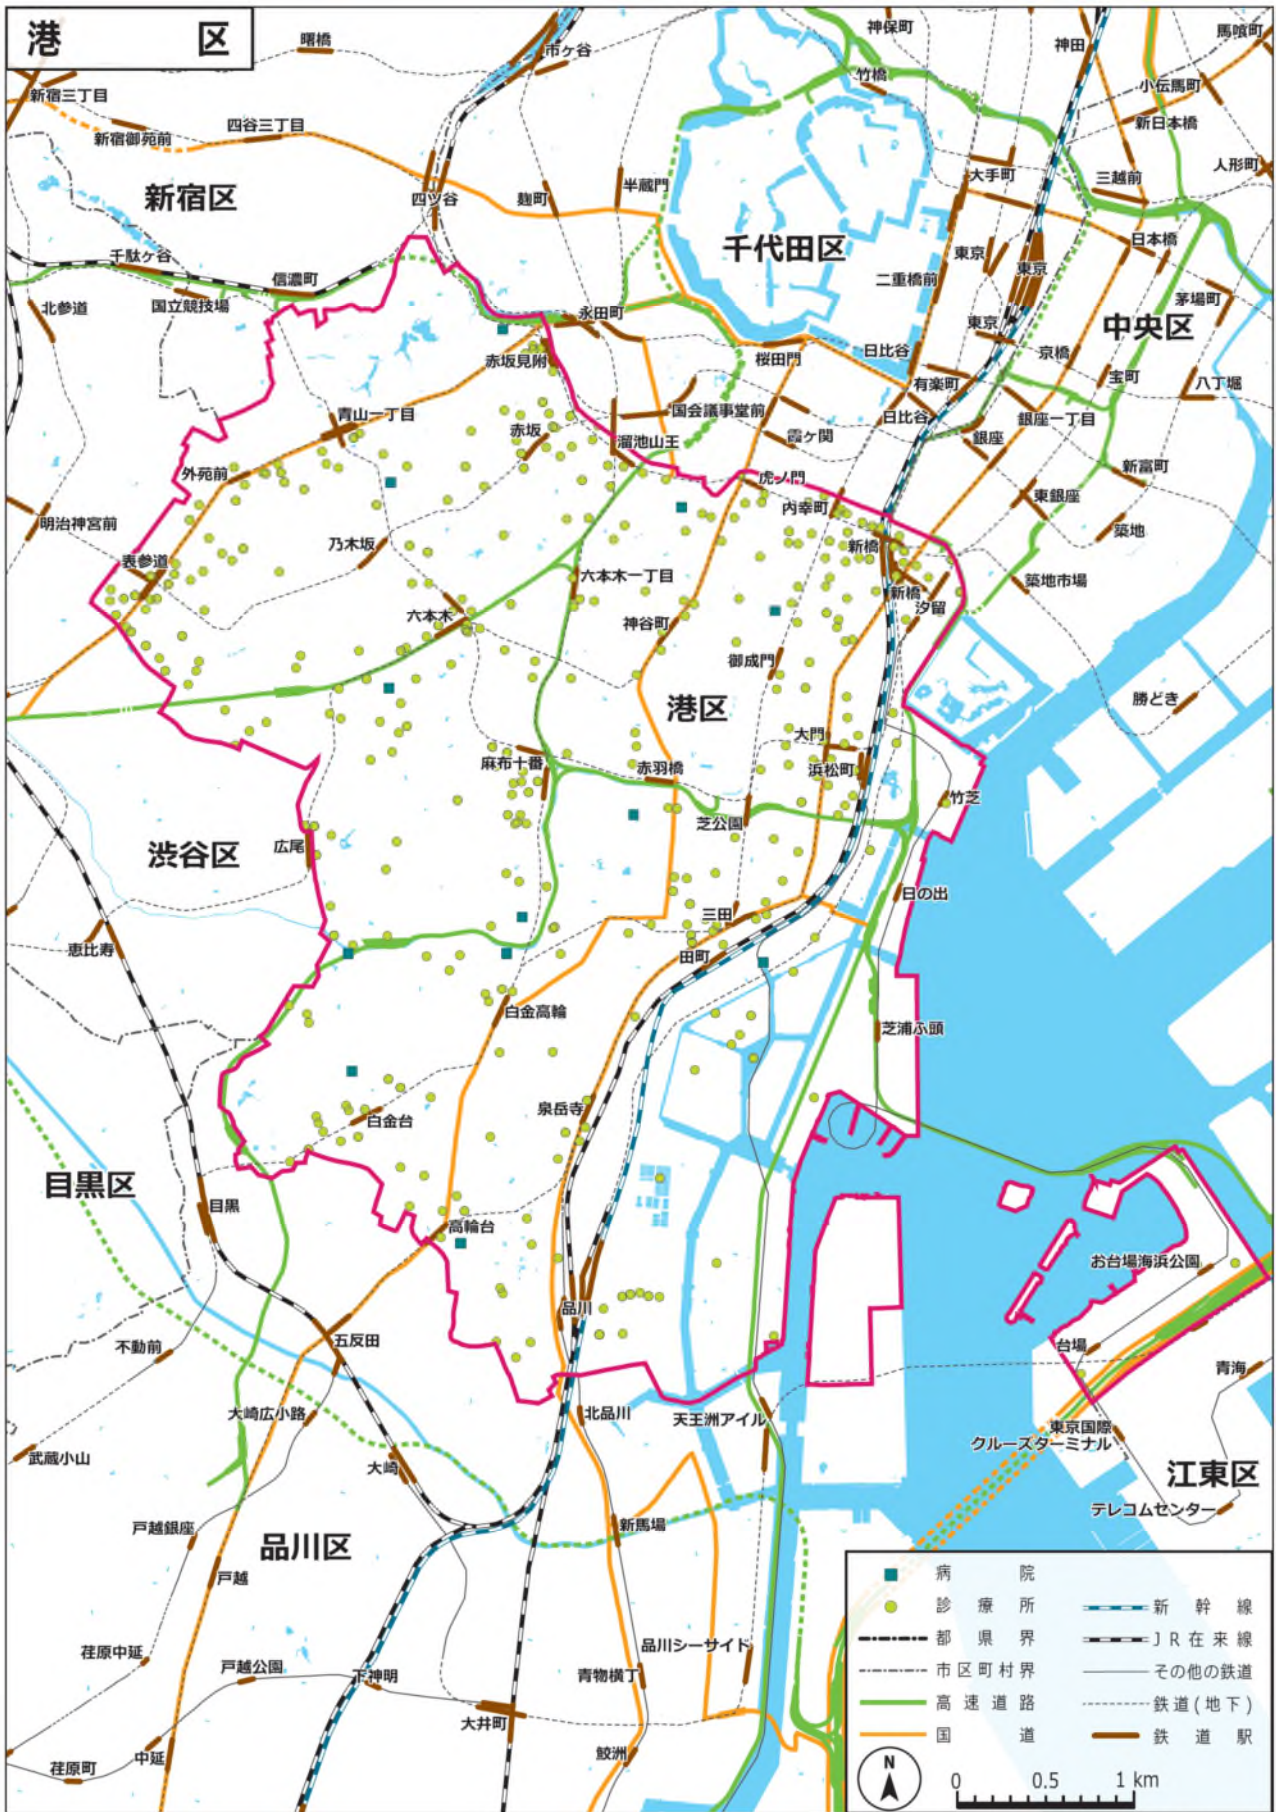 港　　　区
曙橋
市ヶ谷
神保町
神田
馬喰町
竹橋
小伝馬町
新宿三丁目
新宿御苑前
四谷三丁目
新日本橋
人形町
新宿区
四ツ谷
麹町
半蔵門
大手町
三越前
千代田区
日本橋
東京
東京
二重橋前
千駄ヶ谷
信濃町
国立競技場
北参道
茅場町
永田町
東京
中央区
赤坂見附
桜田門
日比谷
京橋
宝町
八丁堀
有楽町
青山一丁目
赤坂
国会議事堂前
溜池山王
霞ヶ関
日比谷
銀座
銀座一丁目
新富町
外苑前
虎ノ門
内幸町
東銀座
築地
明治神宮前
乃木坂
新橋
表参道
六本木一丁目
築地市場
新橋
汐留
六本木
神谷町
御成門
港区
勝どき
大門
麻布十番
赤羽橋
浜松町
竹芝
芝公園
渋谷区
広尾
日の出
恵比寿
三田
田町
白金高輪
芝浦ふ頭
白金台
泉岳寺
目黒区
目黒
高輪台
お台場海浜公園
品川
不動前
五反田
台場
青海
大崎広小路
北品川
天王洲アイル
東京国際
クルーズターミナル
武蔵小山
大崎
江東区
テレコムセンター
戸越銀座
品川区
新馬場
戸越
荏原中延
戸越公園
下神明
品川シーサイド
青物横丁
大井町
鮫洲
荏原町
中延
病院
診療所
都県界
市区町村界
高速道路
国道
新幹線
JR在来線
その他の鉄道
鉄道(地下)
鉄道駅
N
0 0.5 1 km